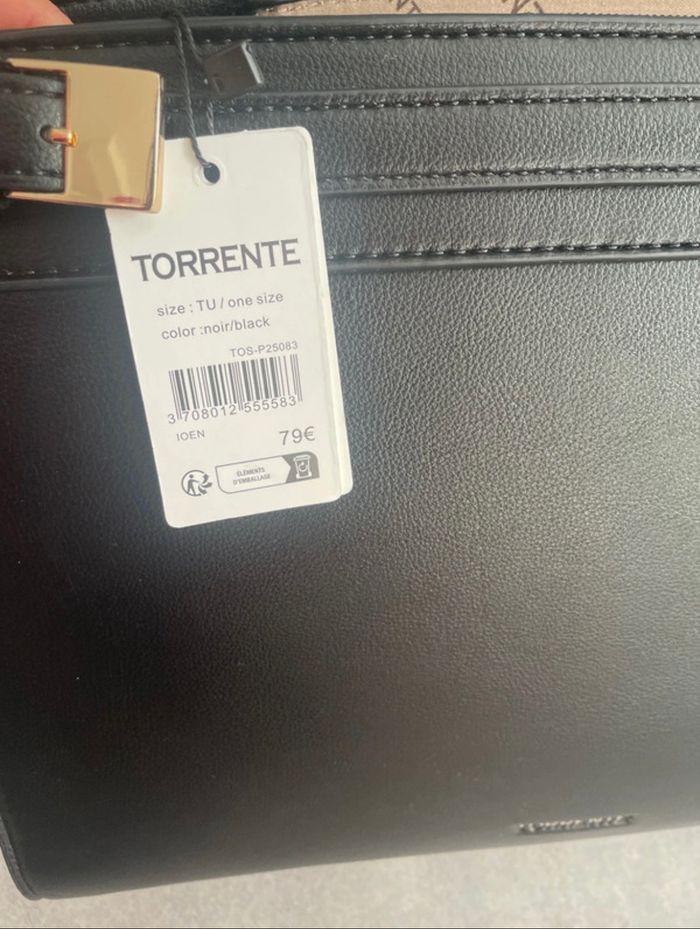 TORRENTE
size : TU / one size
color :noir/black
TOS-P25083
3 708012 555583
IOEN
79€
ÉLÉMENTS
D'EMBALLAGE